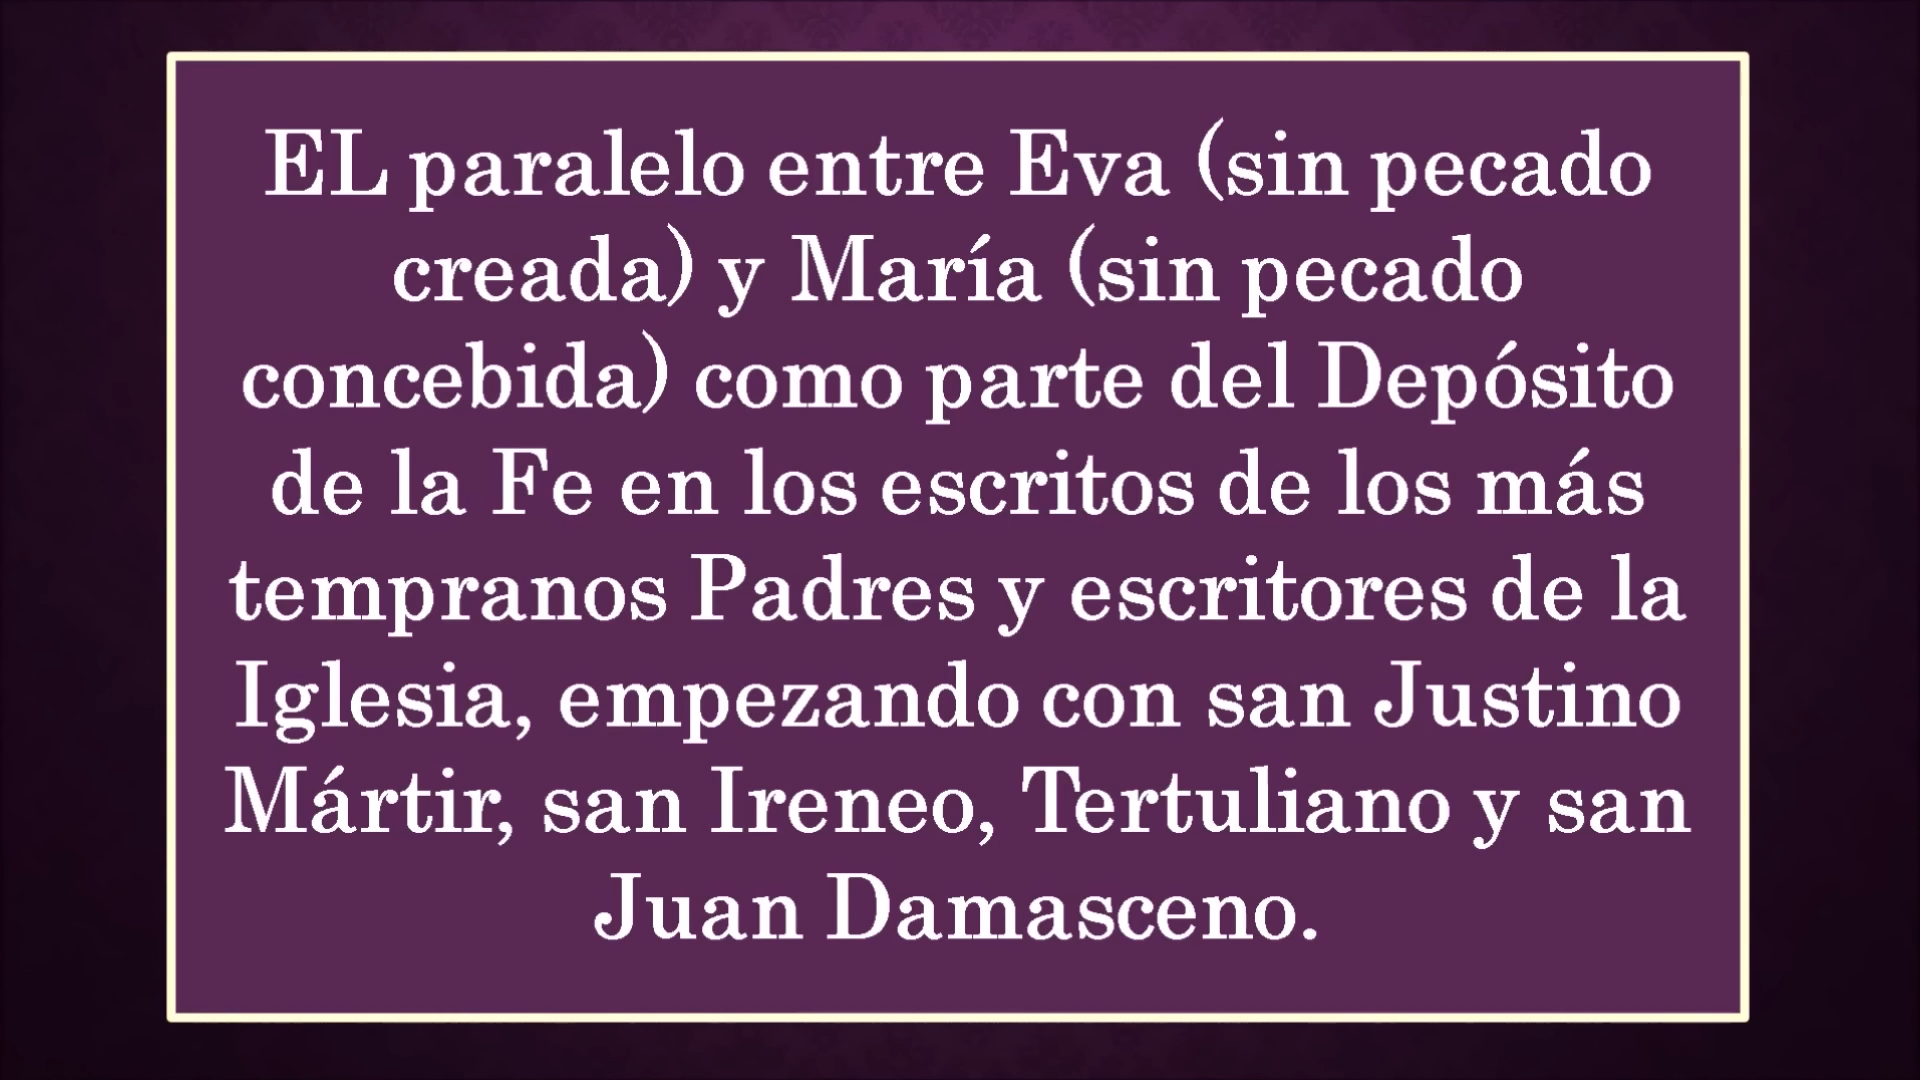 EL paralelo entre Eva (sin pecado
creada) y María (sin pecado
concebida) como parte del Depósito
de la Fe en los escritos de los más
tempranos Padres y escritores de la
Iglesia, empezando con san Justino
Mártir, san Ireneo, Tertuliano y san
Juan Damasceno.